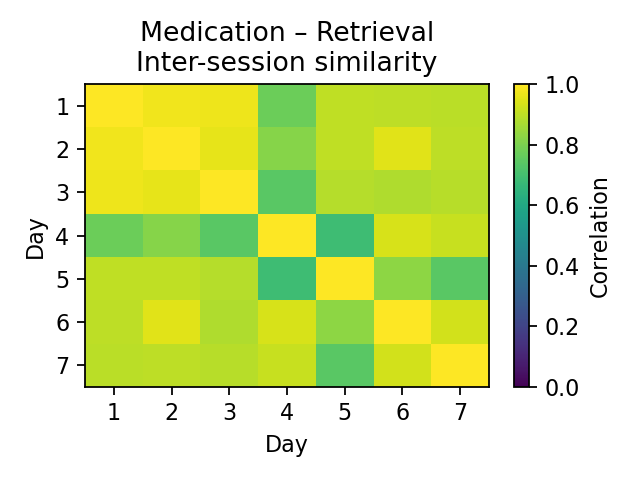 Medication – Retrieval
Inter-session similarity
1
2
3
4
5
6
7
Day
1 2 3 4 5 6 7
Day
1.0
0.8
0.6
0.4
0.2
0.0
Correlation